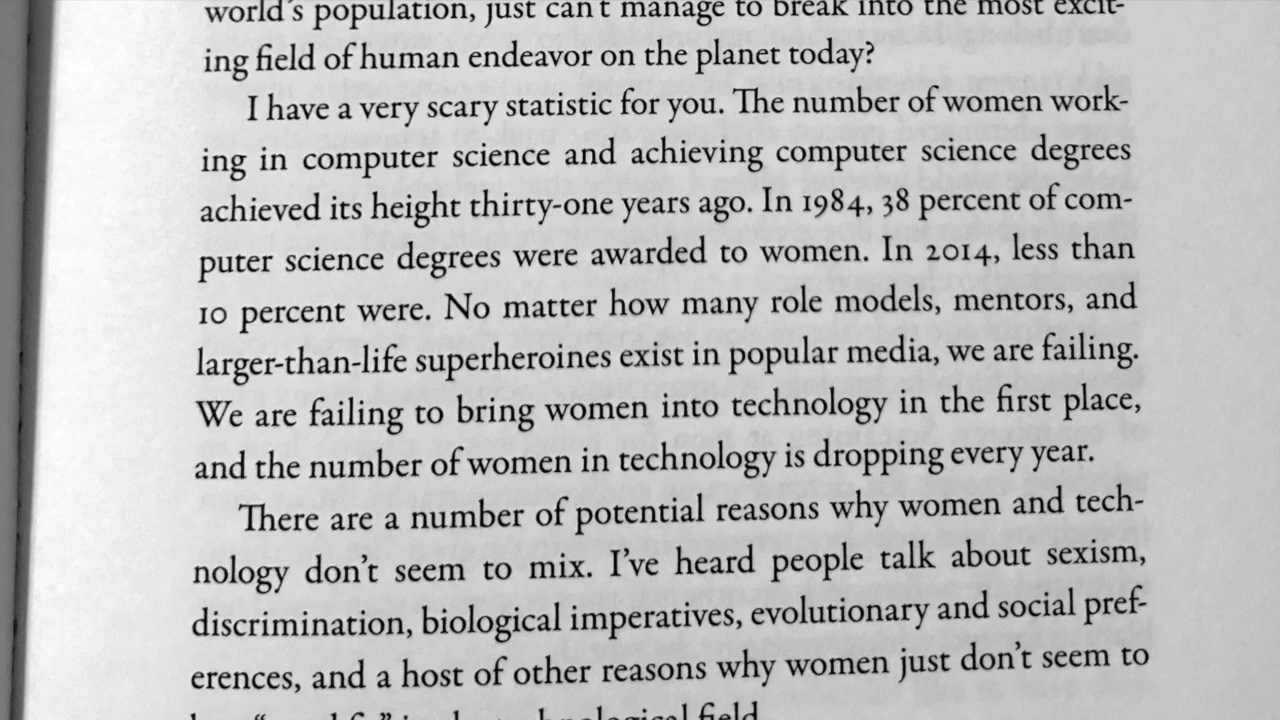 world's population, just can't manage to break into the most excit-
ing field of human endeavor on the planet today?
I have a very scary statistic for you. The number of women work-
ing in computer science and achieving computer science degrees
achieved its height thirty-one years ago. In 1984, 38 percent of com-
puter science degrees were awarded to women. In 2014, less than
10 percent were. No matter how many role models, mentors, and
larger-than-life superheroines exist in popular media, we are failing.
We are failing to bring women into technology in the first place,
and the number of women in technology is dropping every year.
There are a number of potential reasons why women and tech-
nology don't seem to mix. I've heard people talk about sexism,
discrimination, biological imperatives, evolutionary and social pref-
erences, and a host of other reasons why women just don't seem to
technological field